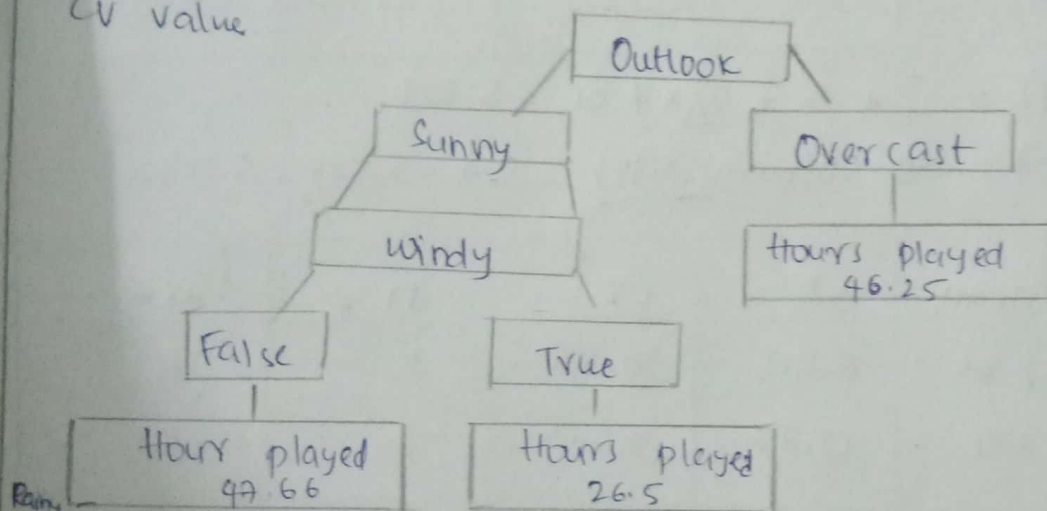 CV value
Outlook
Sunny
Overcast
Windy
Hours played
46.25
False
True
Hour played
47.66
Hours played
26.5
Rainy